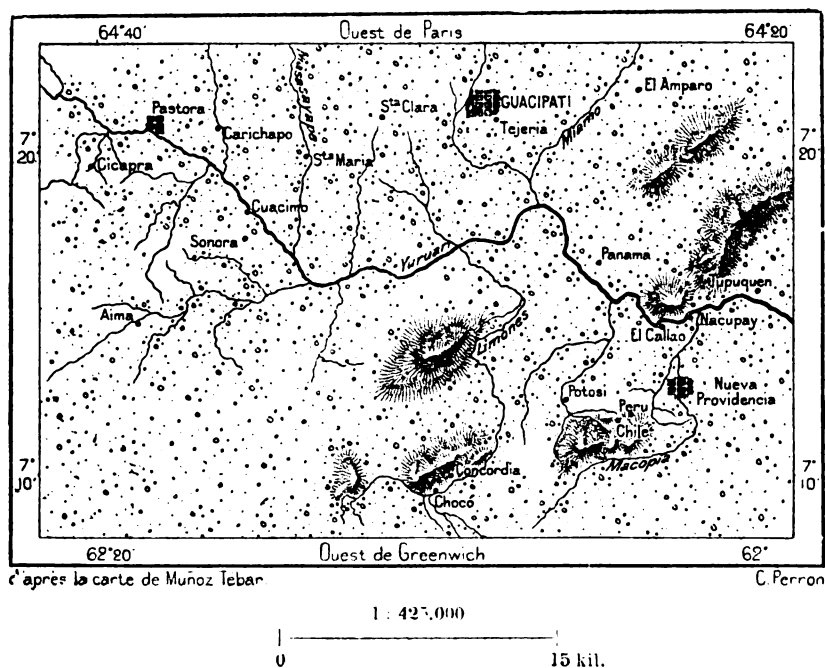 64°40' Ouest de Paris 64°20'
El Amparo
Pastora
Sta Clara
GUACIPATI
Carichapo
Tejeria
Miamo
7°
20'
7°
20'
Cicapra
Sta Maria
Cuacimo
Sonora
Yuruari
Panama
Tupuquen
Aima
Limones
El Callao
Nacupay
Potosi
Nueva
Providencia
Peru
Chile
7°
10'
7°
10'
Concordia
Macopia
Chocó
62°20' Ouest de Greenwich 62°
d'après la carte de Muñoz Tebar.
C. Perron
0
15 kil.